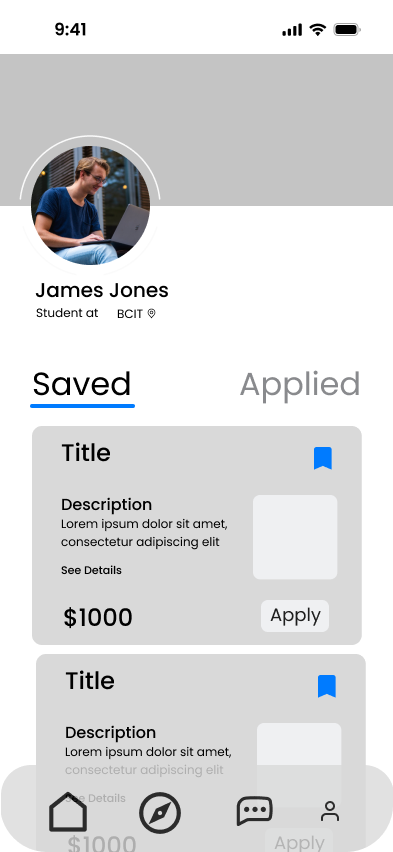 9:41
James Jones
Student at BCIT
Saved Applied
Title
Description
Lorem ipsum dolor sit amet,
consectetur adipiscing elit
See Details
$1000 Apply
Title
Description
Lorem ipsum dolor sit amet,
consectetur adipiscing elit
See Details
$1000 Apply